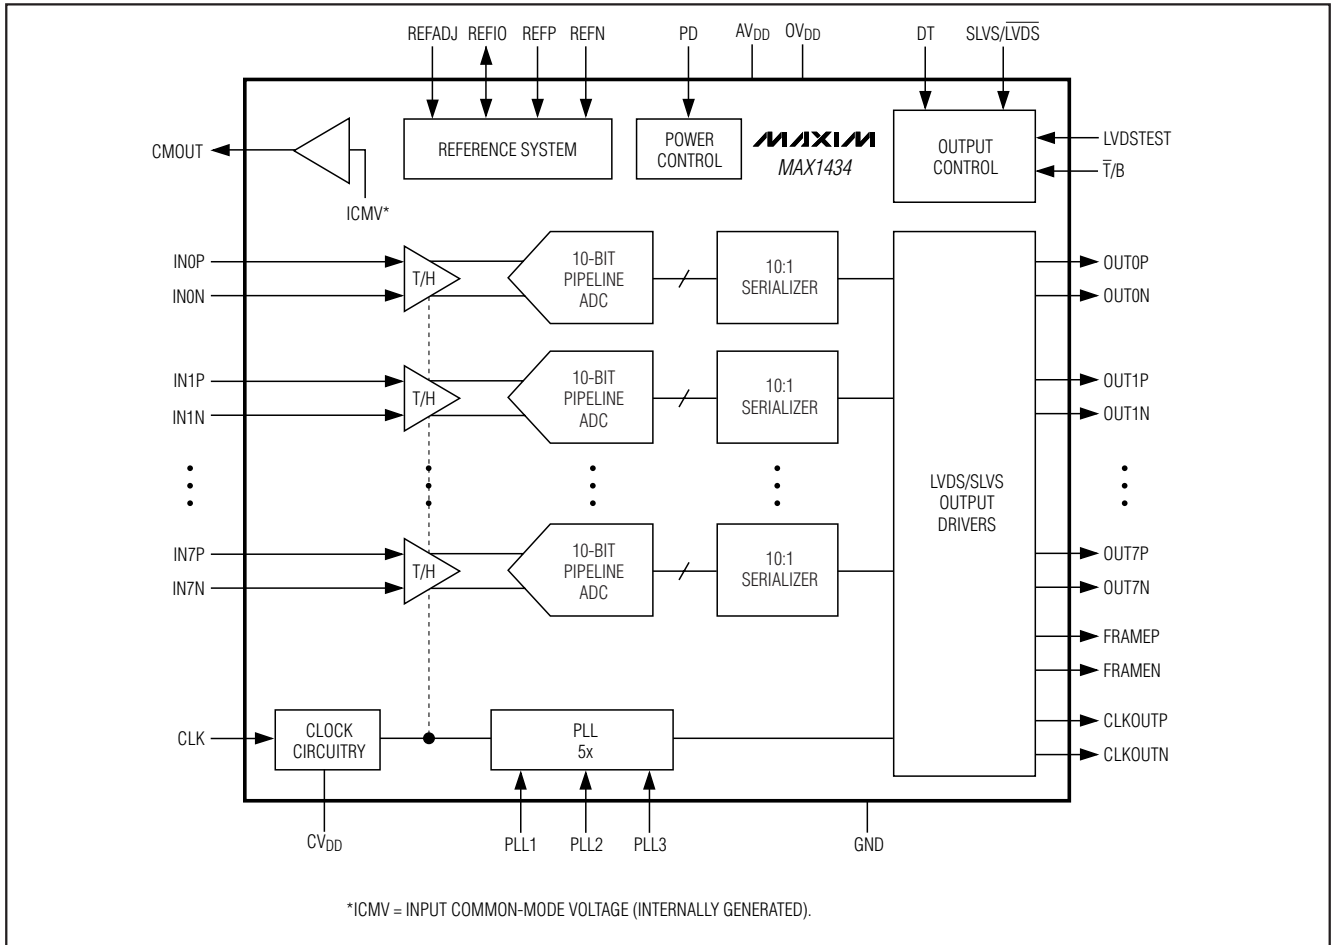 REFADJ REFIO REFP REFN PD AVDD OVDD DT SLVS/L̅V̅D̅S̅
CMOUT
ICMV*
REFERENCE SYSTEM
POWER
CONTROL
MAXIM
MAX1434
OUTPUT
CONTROL
LVDSTEST
T̅/B
IN0P
IN0N
T/H
10-BIT
PIPELINE
ADC
10:1
SERIALIZER
OUT0P
OUT0N
IN1P
IN1N
T/H
10-BIT
PIPELINE
ADC
10:1
SERIALIZER
OUT1P
OUT1N
LVDS/SLVS
OUTPUT
DRIVERS
IN7P
IN7N
T/H
10-BIT
PIPELINE
ADC
10:1
SERIALIZER
OUT7P
OUT7N
FRAMEP
FRAMEN
CLK
CLOCK
CIRCUITRY
PLL
5x
CLKOUTP
CLKOUTN
CVDD PLL1 PLL2 PLL3 GND
*ICMV = INPUT COMMON-MODE VOLTAGE (INTERNALLY GENERATED).